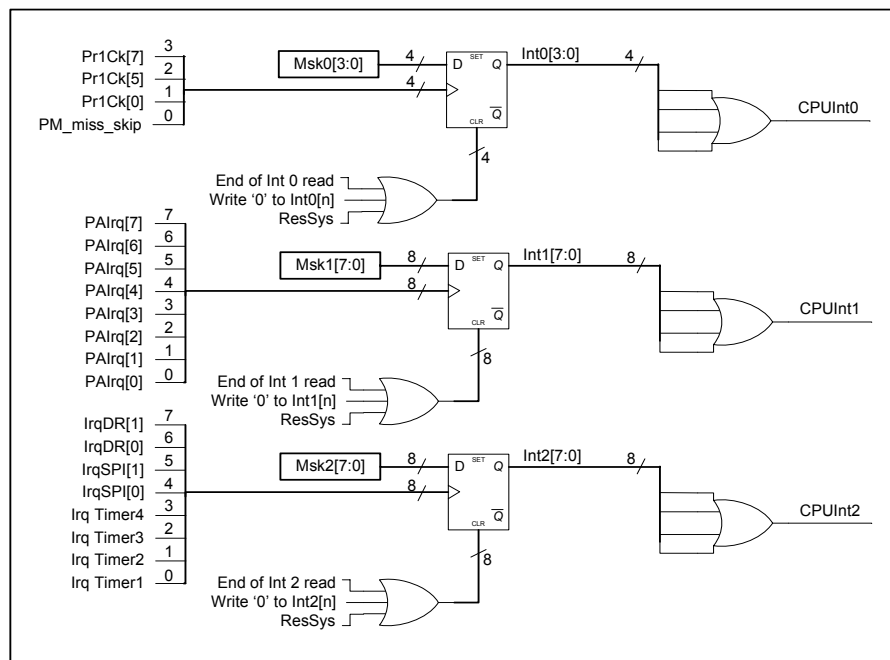 Pr1Ck[7] 3
Pr1Ck[5] 2
Pr1Ck[0] 1
PM_miss_skip 0
Msk0[3:0]
4
4
D SET Q
Q
CLR
4
Int0[3:0]
4
CPUInt0
End of Int 0 read
Write ‘0’ to Int0[n]
ResSys
PAIrq[7] 7
PAIrq[6] 6
PAIrq[5] 5
PAIrq[4] 4
PAIrq[3] 3
PAIrq[2] 2
PAIrq[1] 1
PAIrq[0] 0
Msk1[7:0]
8
8
D SET Q
Q
CLR
8
Int1[7:0]
8
CPUInt1
End of Int 1 read
Write ‘0’ to Int1[n]
ResSys
IrqDR[1] 7
IrqDR[0] 6
IrqSPI[1] 5
IrqSPI[0] 4
Irq Timer4 3
Irq Timer3 2
Irq Timer2 1
Irq Timer1 0
Msk2[7:0]
8
8
D SET Q
Q
CLR
8
Int2[7:0]
8
CPUInt2
End of Int 2 read
Write ‘0’ to Int2[n]
ResSys